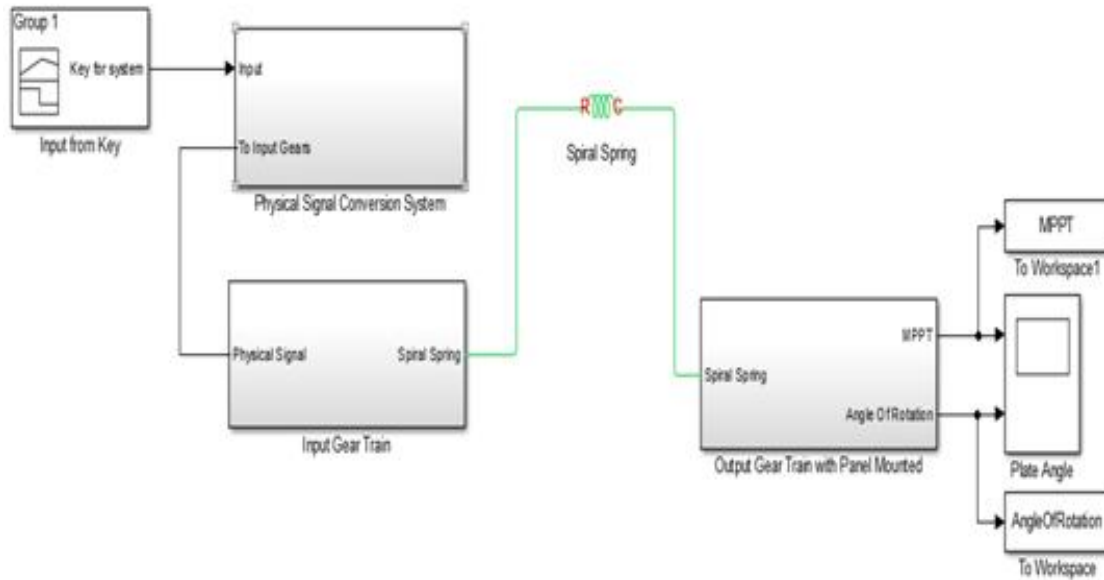 Group 1
Key for system
Input from Key
Input
To Input Gears
Physical Signal Conversion System
R C
Spiral Spring
Physical Signal
Spiral Spring
Input Gear Train
Spiral Spring
MPPT
Angle Of Rotation
Output Gear Train with Panel Mounted
MPPT
To Workspace1
Plate Angle
AngleOfRotation
To Workspace